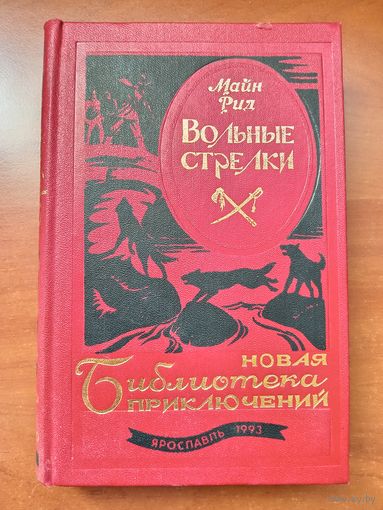 Майн
Рид
Вольные
стрелки
НОВАЯ
Библиотека
ПРИКЛЮЧЕНИЙ
ЯРОСЛАВЛЬ 1993